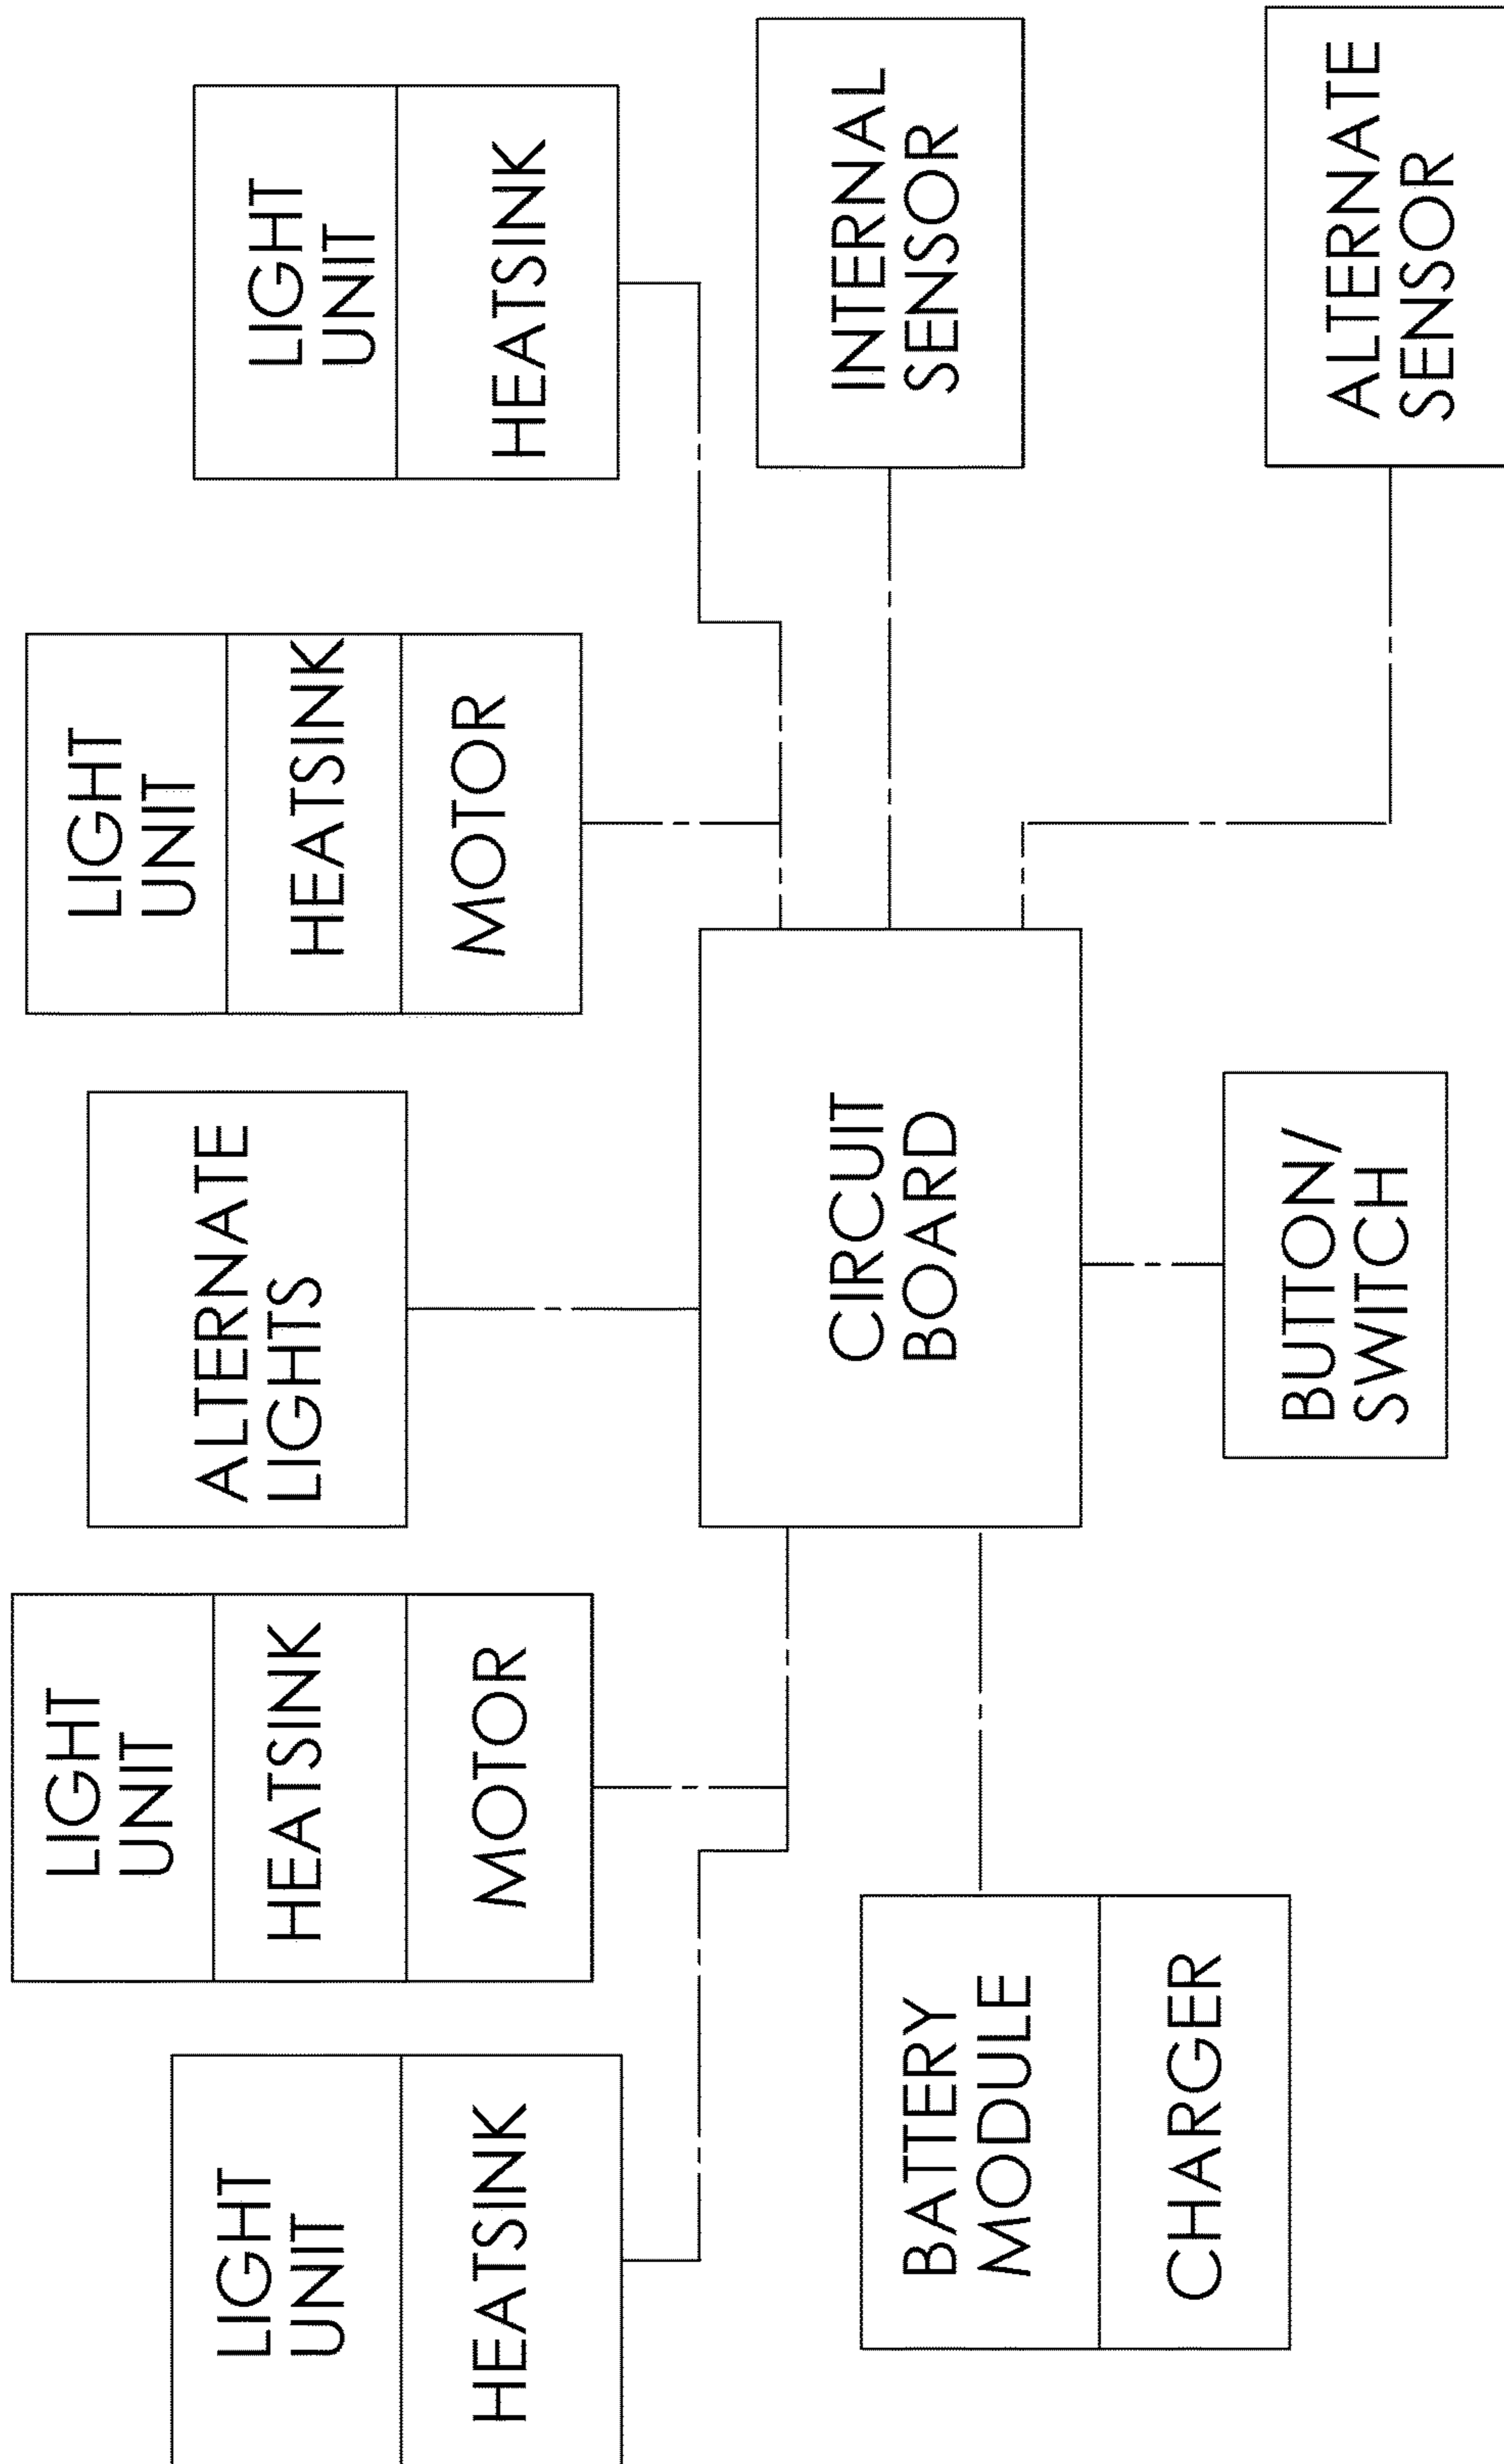 LIGHT
UNIT
HEATSINK
LIGHT
UNIT
HEATSINK
MOTOR
ALTERNATE
LIGHTS
LIGHT
UNIT
HEATSINK
MOTOR
LIGHT
UNIT
HEATSINK
BATTERY
MODULE
CHARGER
CIRCUIT
BOARD
BUTTON/
SWITCH
INTERNAL
SENSOR
ALTERNATE
SENSOR